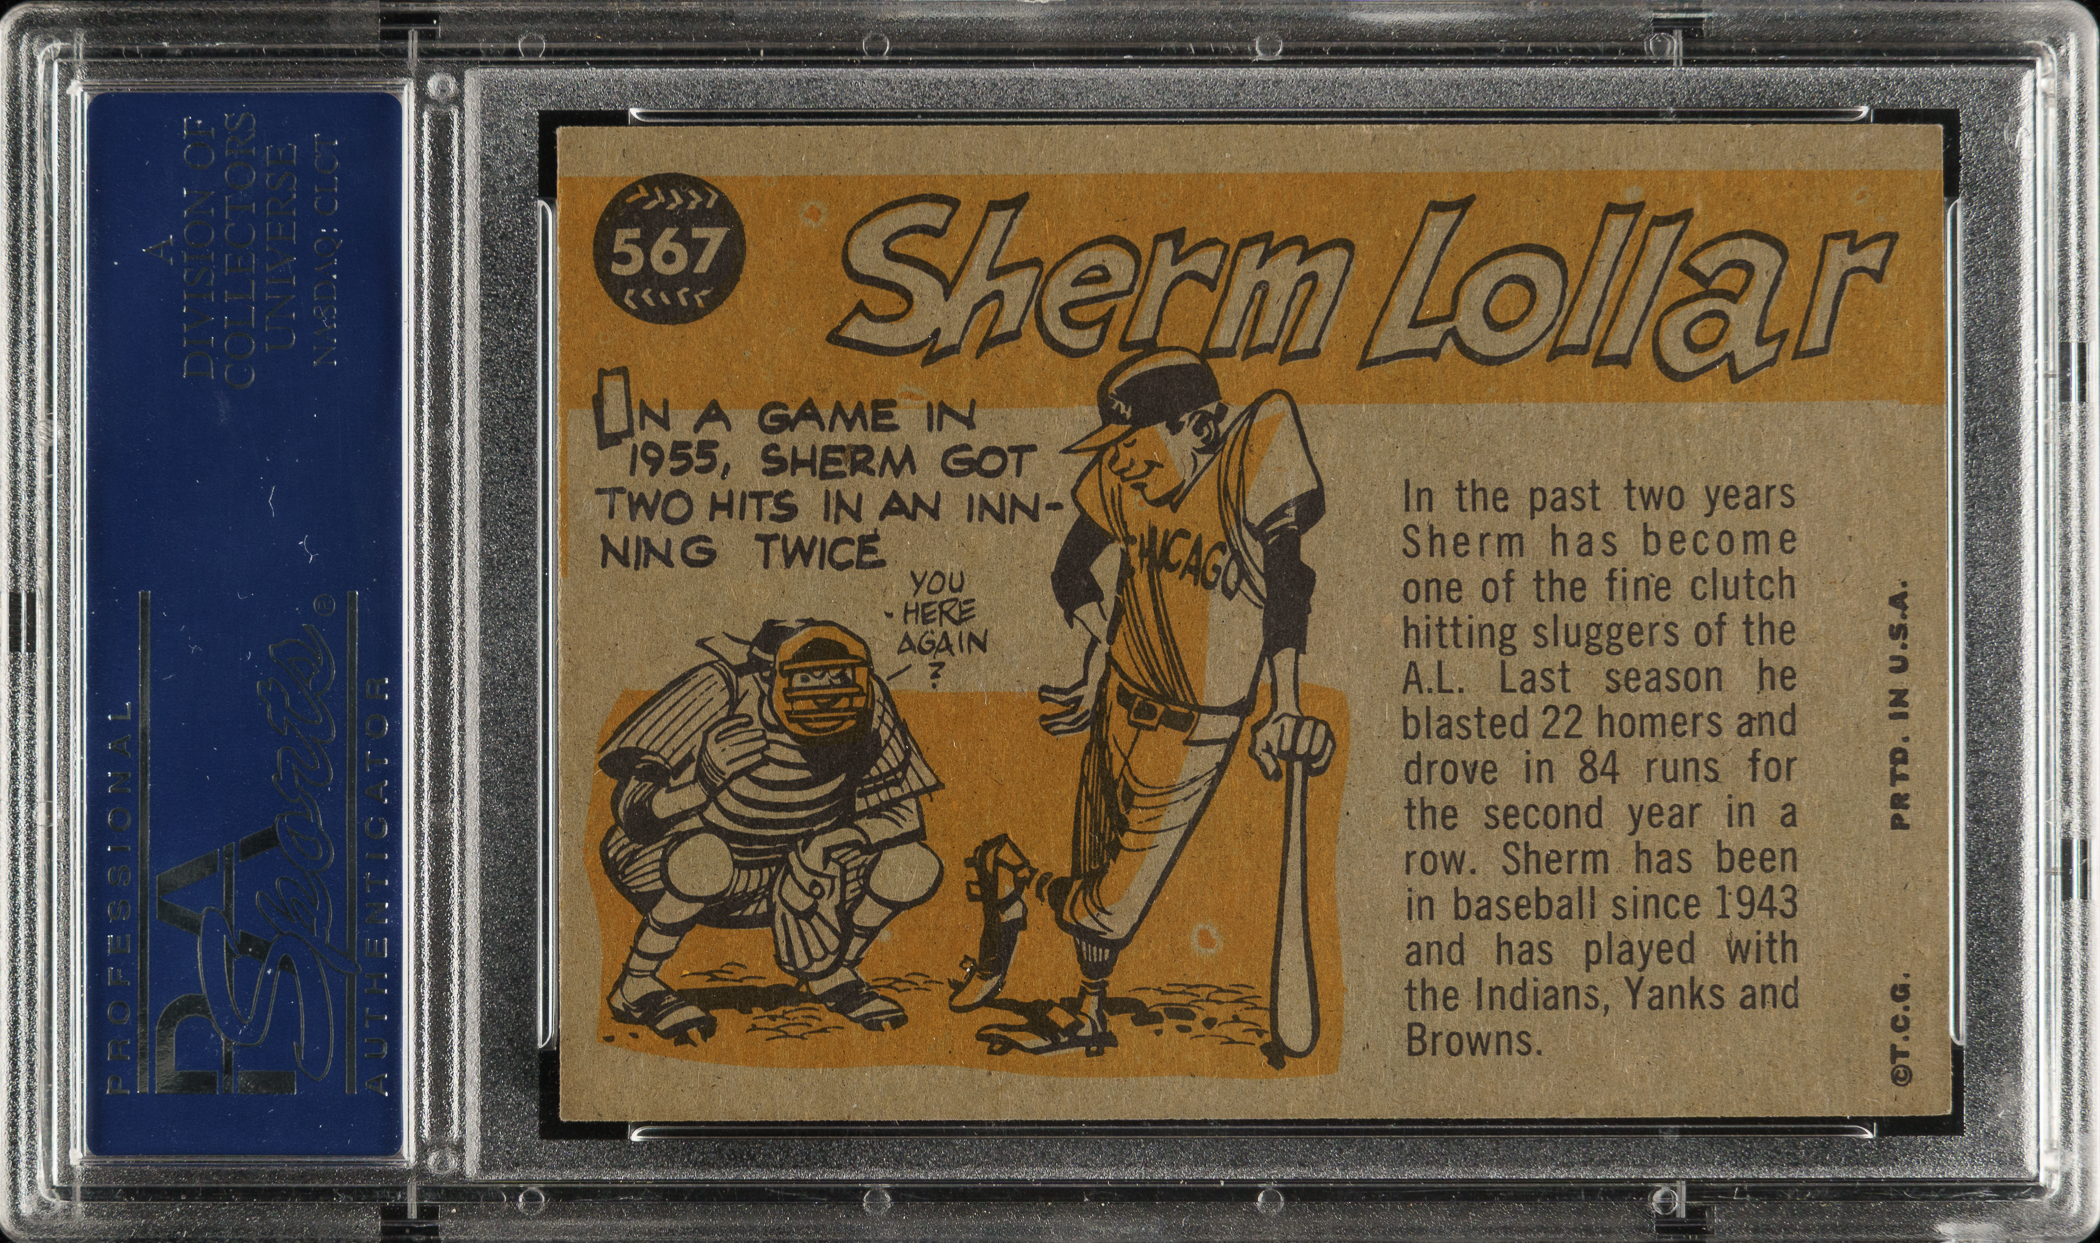 A
DIVISION OF
COLLECTORS
UNIVERSE
NASDAQ: CLCT
PROFESSIONAL
PSA
Sports®
AUTHENTICATOR
567
Sherm Lollar
IN A GAME IN
1955, SHERM GOT
TWO HITS IN AN INN-
NING TWICE
YOU
HERE
AGAIN
?
CHICAGO
In the past two years
Sherm has become
one of the fine clutch
hitting sluggers of the
A.L. Last season he
blasted 22 homers and
drove in 84 runs for
the second year in a
row. Sherm has been
in baseball since 1943
and has played with
the Indians, Yanks and
Browns.
©T.C.G. PRTD. IN U.S.A.